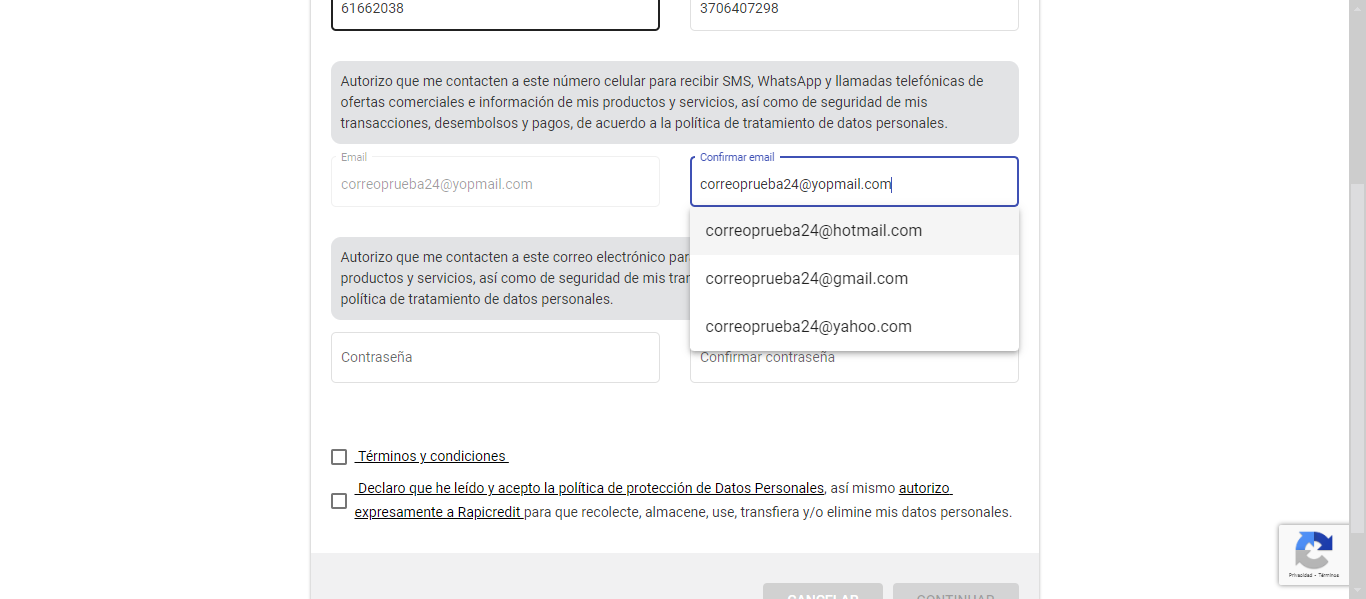 61662038
3706407298
Autorizo que me contacten a este número celular para recibir SMS, WhatsApp y llamadas telefónicas de
ofertas comerciales e información de mis productos y servicios, así como de seguridad de mis
transacciones, desembolsos y pagos, de acuerdo a la política de tratamiento de datos personales.
Email
correoprueba24@yopmail.com
Confirmar email
correoprueba24@yopmail.com
correoprueba24@hotmail.com
correoprueba24@gmail.com
correoprueba24@yahoo.com
Autorizo que me contacten a este correo electrónico par
productos y servicios, así como de seguridad de mis tran
política de tratamiento de datos personales.
Contraseña
Confirmar contraseña
Términos y condiciones
Declaro que he leído y acepto la política de protección de Datos Personales, así mismo autorizo
expresamente a Rapicredit para que recolecte, almacene, use, transfiera y/o elimine mis datos personales.
CANCELAR
CONTINUAR
Privacidad - Términos